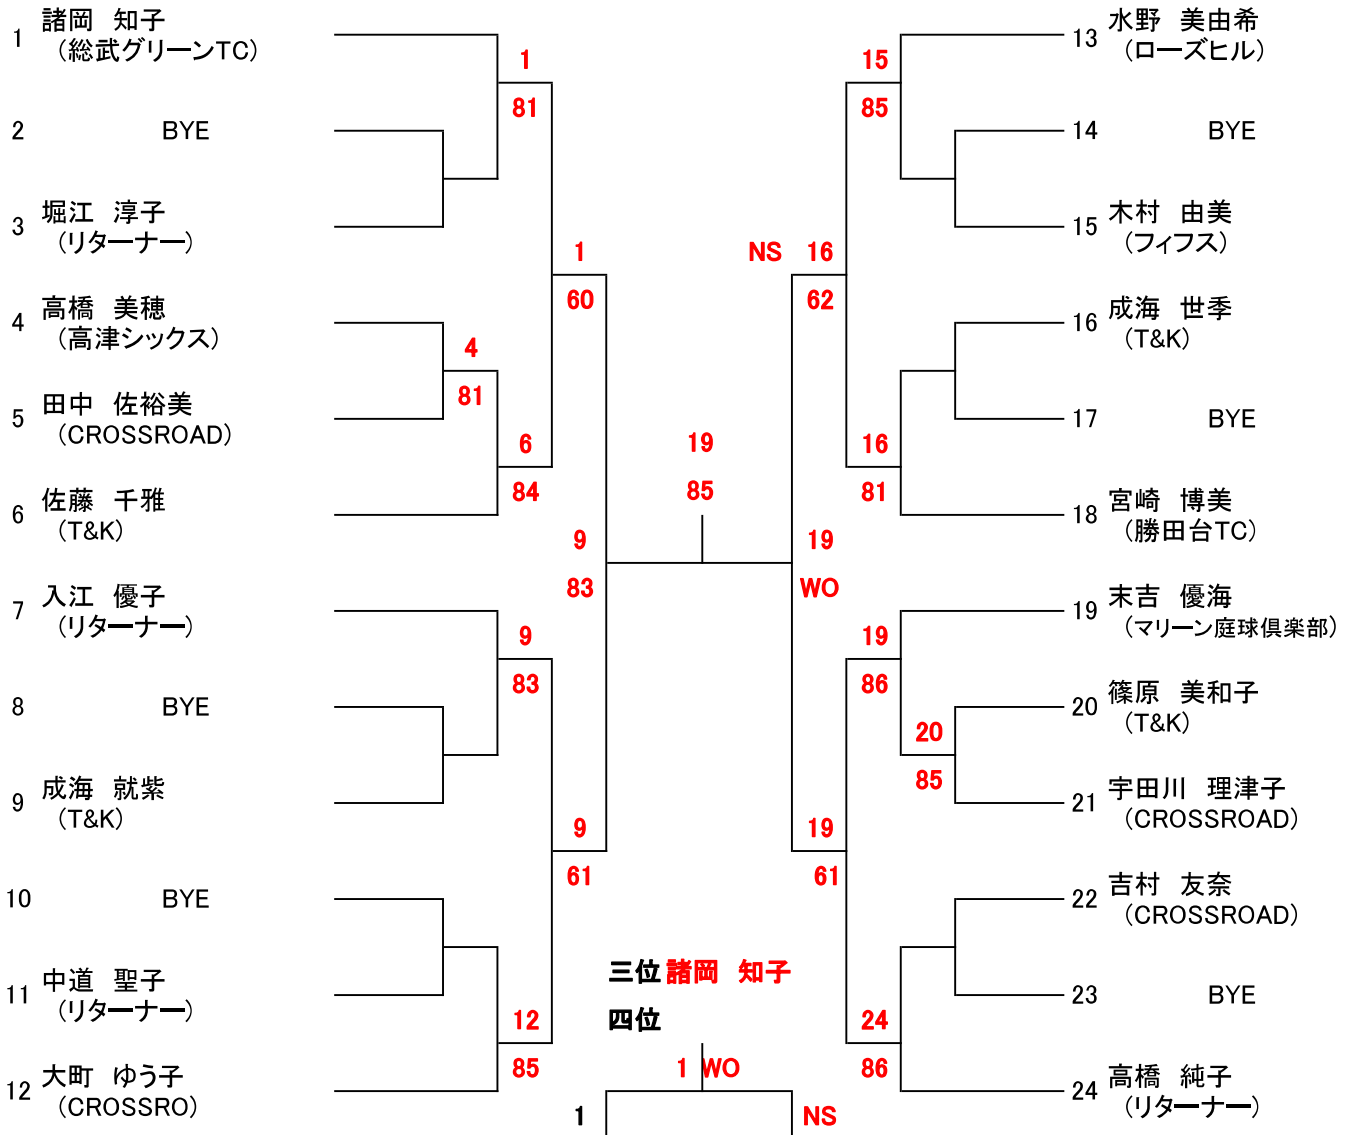 1 諸岡 知子
(総武グリーンTC)
2 BYE
3 堀江 淳子
(リターナー)
4 高橋 美穂
(高津シックス)
5 田中 佐裕美
(CROSSROAD)
6 佐藤 千雅
(T&K)
7 入江 優子
(リターナー)
8 BYE
9 成海 就紫
(T&K)
10 BYE
11 中道 聖子
(リターナー)
12 大町 ゆう子
(CROSSRO)
1
81
4
81
6
84
1
60
9
83
12
85
9
61
9
83
19
85
三位 諸岡 知子
四位
1 WO
1
NS
15
85
NS 16
62
16
81
19
WO
19
86
20
85
19
61
24
86
13 水野 美由希
(ローズヒル)
14 BYE
15 木村 由美
(フィフス)
16 成海 世季
(T&K)
17 BYE
18 宮崎 博美
(勝田台TC)
19 末吉 優海
(マリーン庭球倶楽部)
20 篠原 美和子
(T&K)
21 宇田川 理津子
(CROSSROAD)
22 吉村 友奈
(CROSSROAD)
23 BYE
24 高橋 純子
(リターナー)